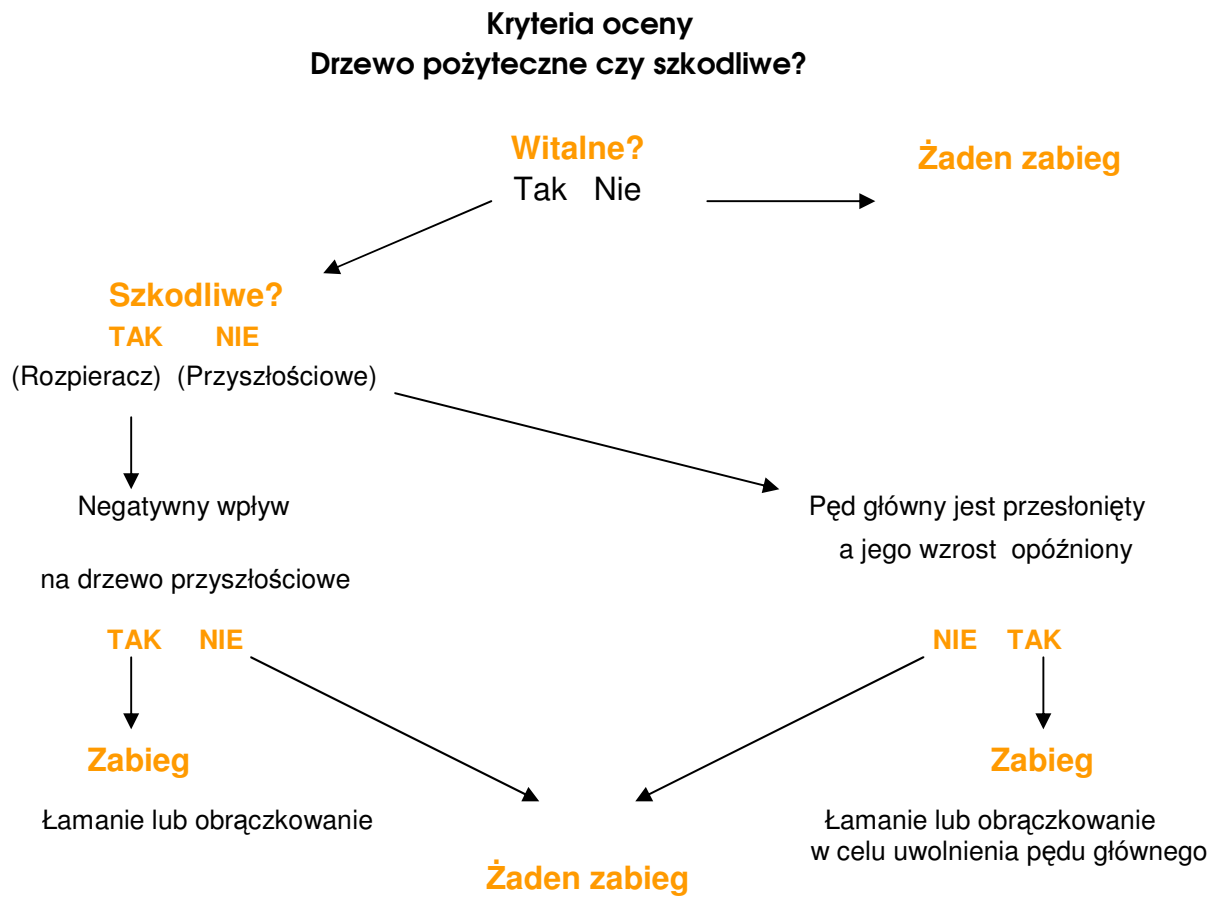 Kryteria oceny
Drzewo pożyteczne czy szkodliwe?
Witalne?
Żaden zabieg
Tak Nie
Szkodliwe?
TAK NIE
(Rozpieracz) (Przyszłościowe)
Negatywny wpływ
na drzewo przyszłościowe
Pęd główny jest przesłonięty
a jego wzrost opóźniony
TAK NIE
NIE TAK
Zabieg
Łamanie lub obrączkowanie
Zabieg
Łamanie lub obrączkowanie
w celu uwolnienia pędu głównego
Żaden zabieg